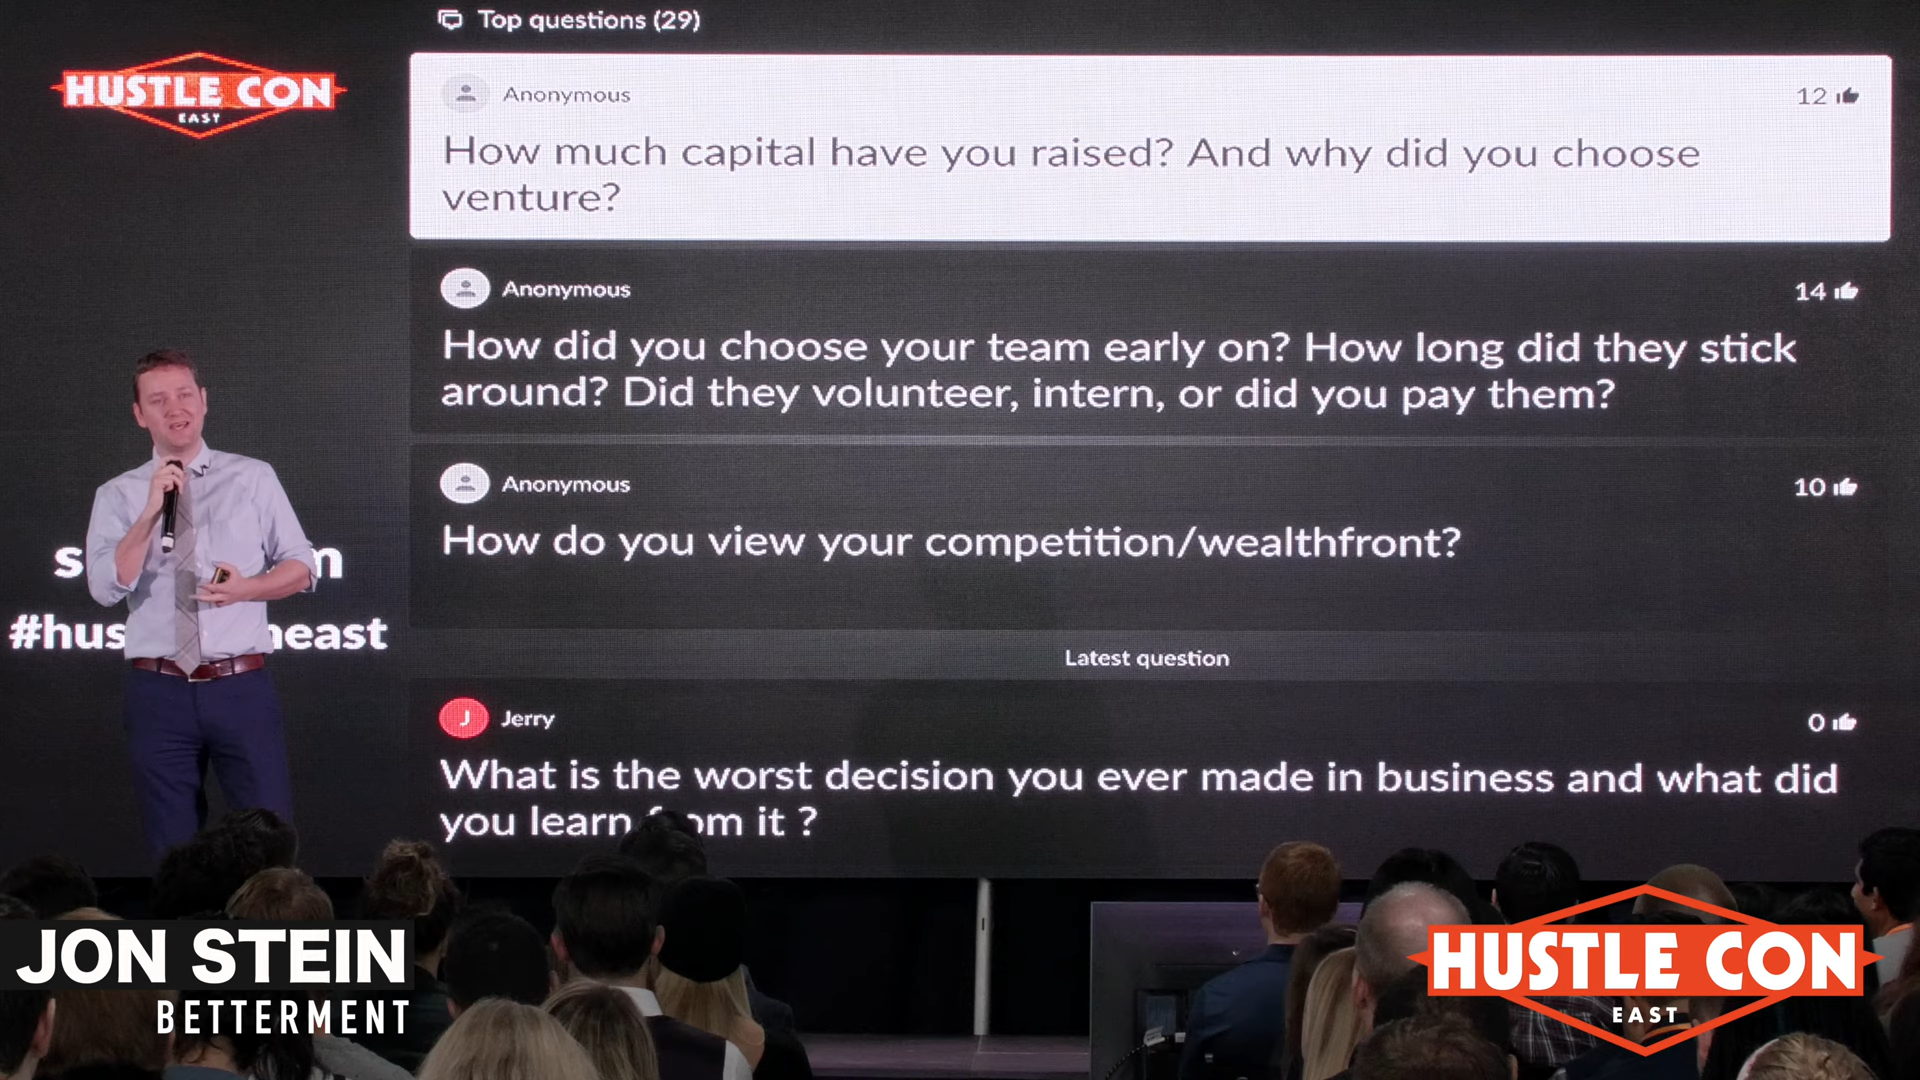 Top questions (29)
HUSTLE CON
EAST
Anonymous
12
How much capital have you raised? And why did you choose
venture?
Anonymous
14
How did you choose your team early on? How long did they stick
around? Did they volunteer, intern, or did you pay them?
Anonymous
10
How do you view your competition/wealthfront?
Latest question
J
Jerry
0
What is the worst decision you ever made in business and what did
you learn from it ?
JON STEIN
BETTERMENT
HUSTLE CON
EAST